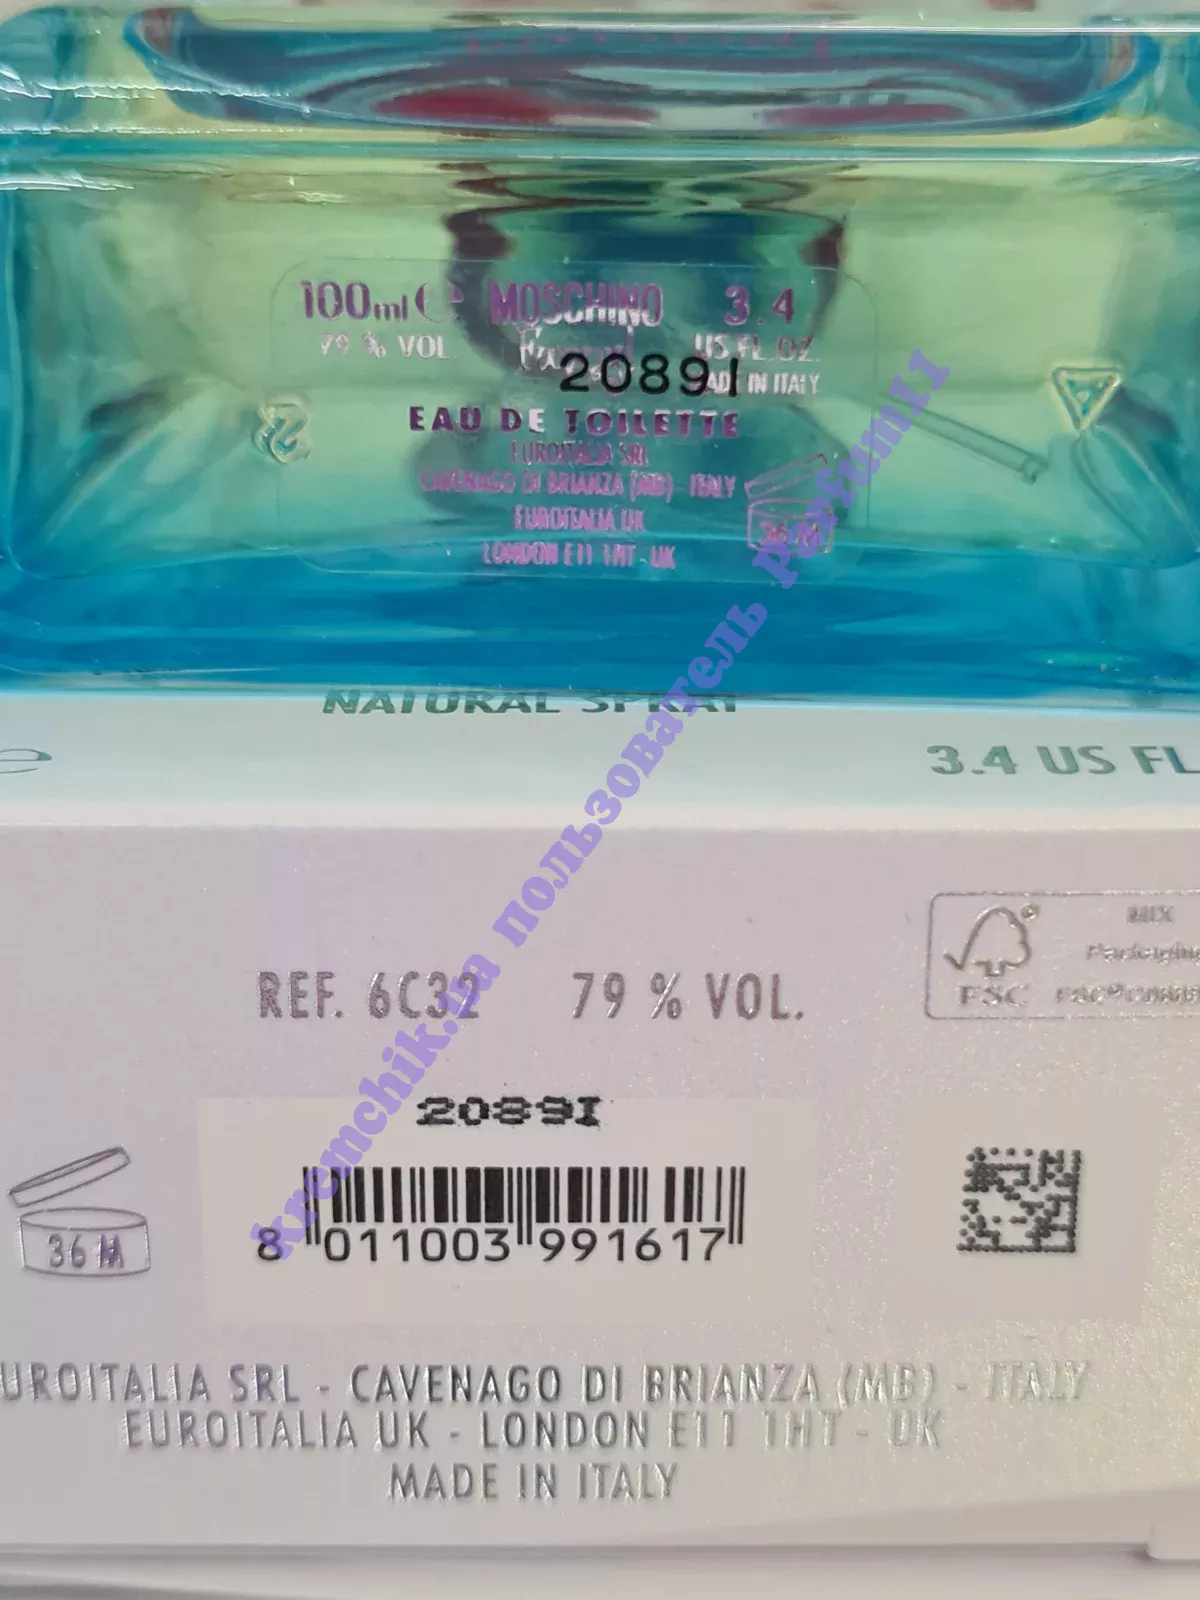 100ml e MOSCHINO 3.4
79 % VOL. US FL.OZ.
20891 MADE IN ITALY
EAU DE TOILETTE
EUROITALIA SRL
CAVENAGO DI BRIANZA (MB) - ITALY
EUROITALIA UK
LONDON E11 1HT - UK
36 M
NATURAL SPRAY
e 3.4 US FL
REF. 6C32 79 % VOL.
MIX
Packaging
FSC
2089I
8 011003 991617
36 M
EUROITALIA SRL - CAVENAGO DI BRIANZA (MB) - ITALY
EUROITALIA UK - LONDON E11 1HT - UK
MADE IN ITALY
kremchik.ua пользователь parfum11